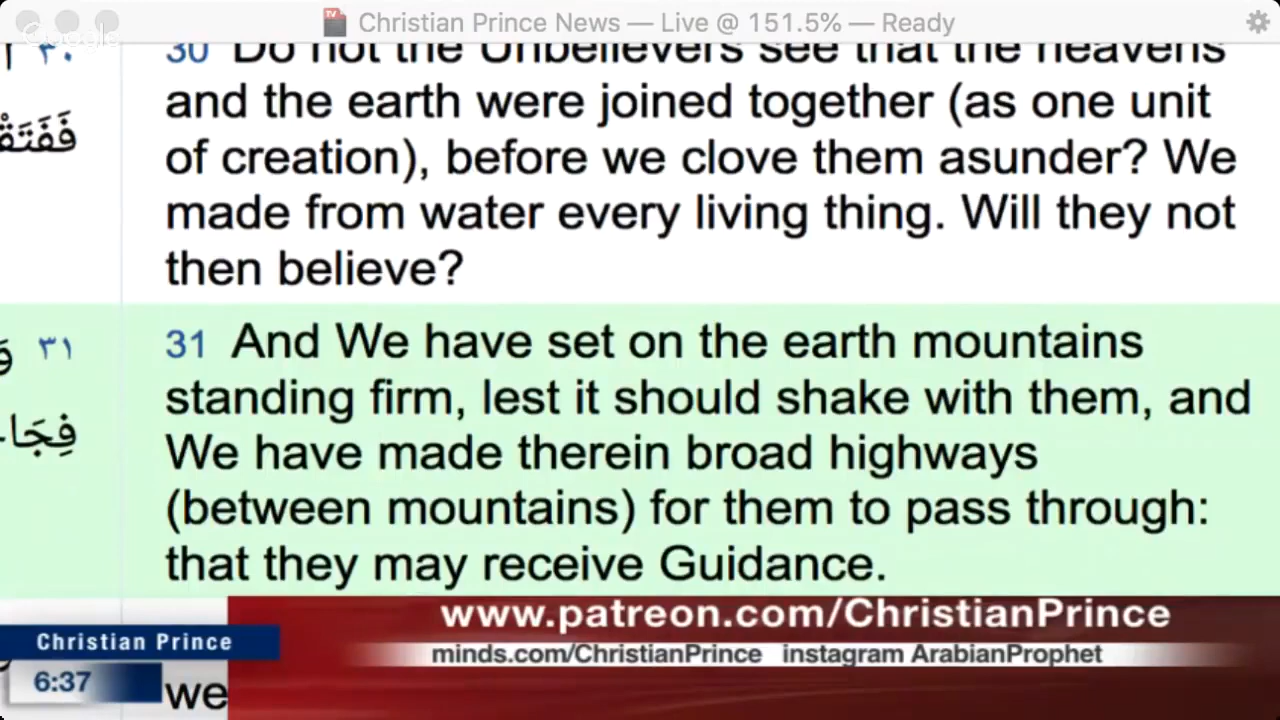 Christian Prince News — Live @ 151.5% — Ready
Google
30 Do not the Unbelievers see that the heavens
and the earth were joined together (as one unit
of creation), before we clove them asunder? We
made from water every living thing. Will they not
then believe?
٣٠
31 And We have set on the earth mountains
standing firm, lest it should shake with them, and
We have made therein broad highways
(between mountains) for them to pass through:
that they may receive Guidance.
٣١
www.patreon.com/ChristianPrince
Christian Prince
minds.com/ChristianPrince instagram ArabianProphet
6:37
we